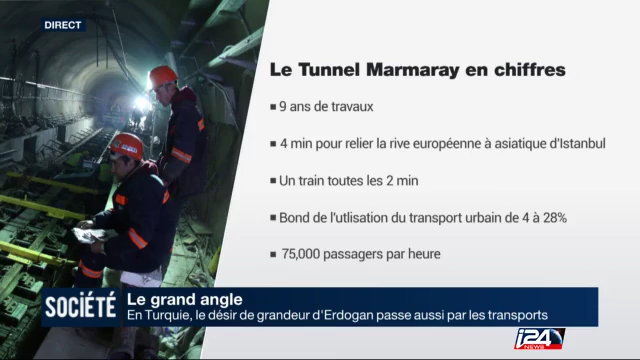 DIRECT
Le Tunnel Marmaray en chiffres
▪ 9 ans de travaux
▪ 4 min pour relier la rive européenne à asiatique d'Istanbul
▪ Un train toutes les 2 min
▪ Bond de l'utlisation du transport urbain de 4 à 28%
▪ 75,000 passagers par heure
SOCIÉTÉ
Le grand angle
En Turquie, le désir de grandeur d'Erdogan passe aussi par les transports
i24
NEWS